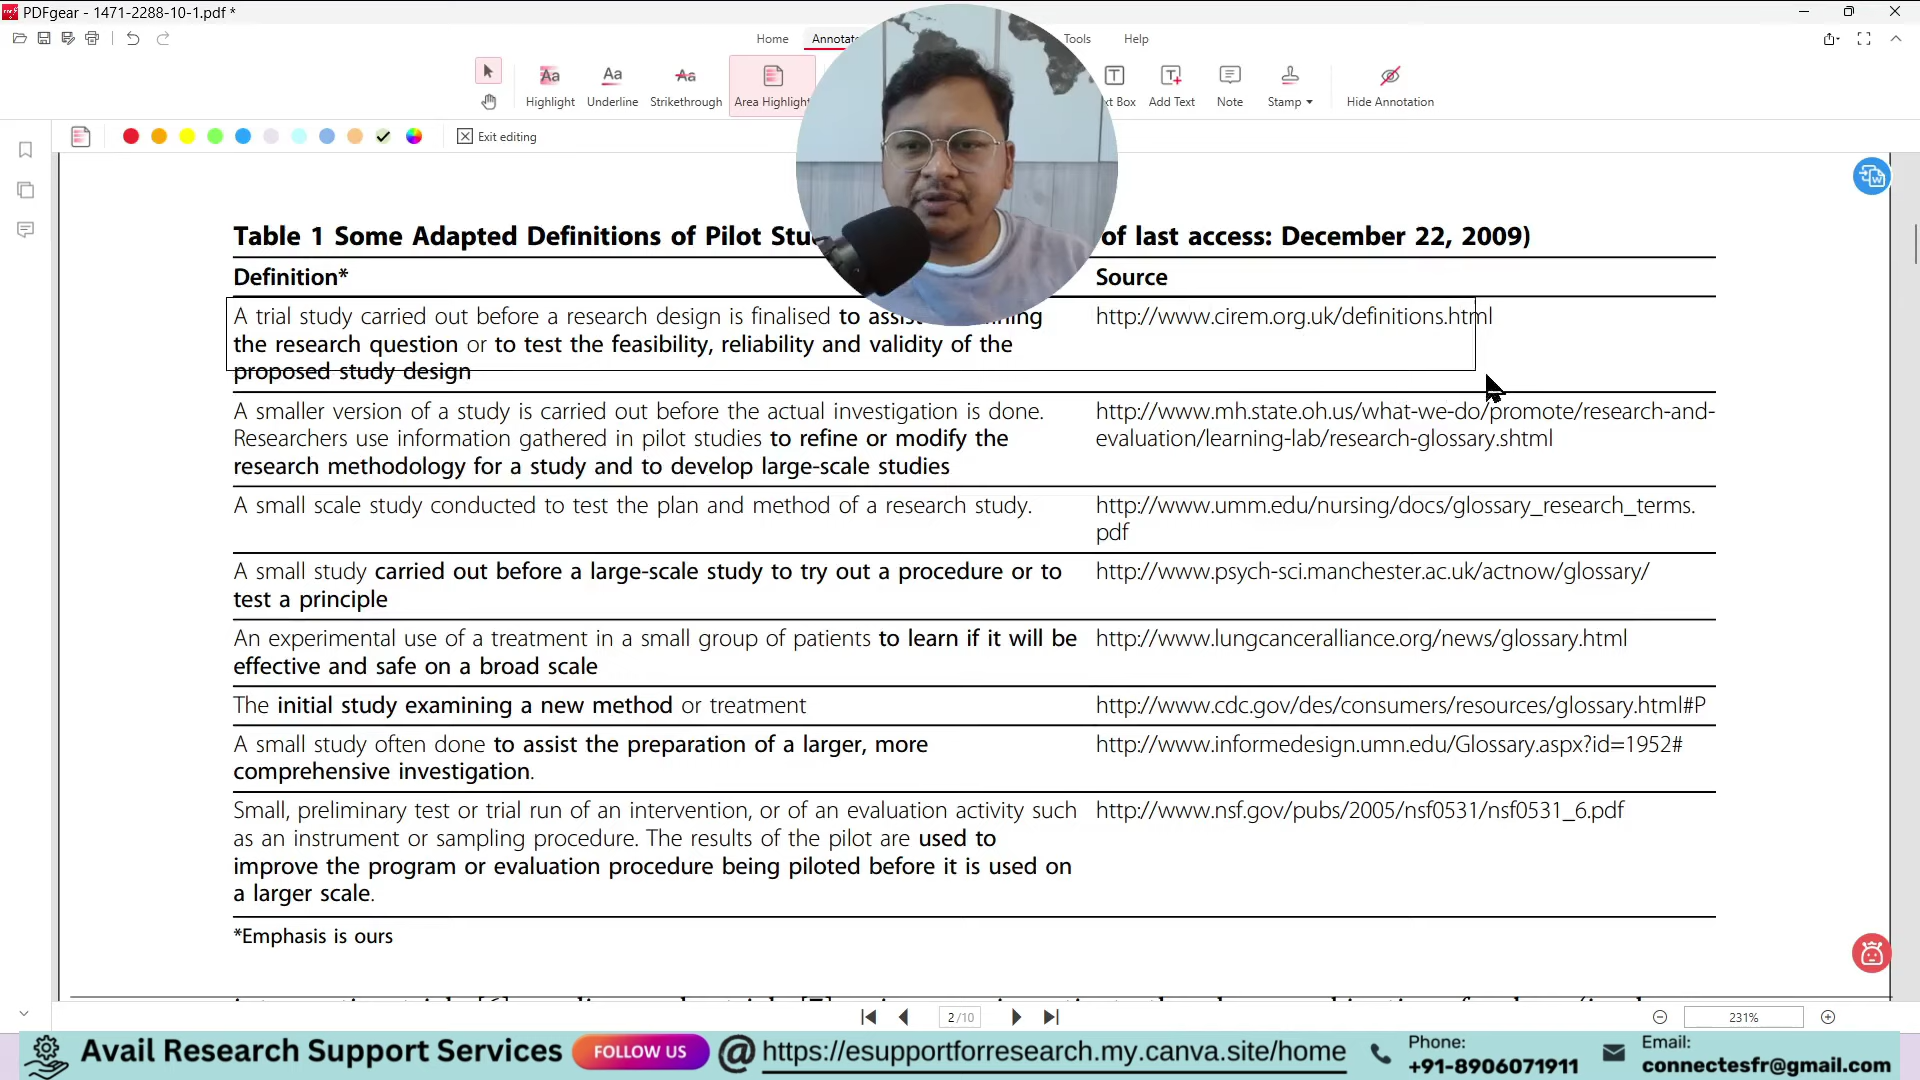 PDFgear - 1471-2288-10-1.pdf *
Home Annotate Tools Help
Highlight Underline Strikethrough Area Highlight Text Box Add Text Note Stamp Hide Annotation
Exit editing
Table 1 Some Adapted Definitions of Pilot of last access: December 22, 2009)
Definition* Source
A trial study carried out before a research design is finalised to assist http://www.cirem.org.uk/definitions.html
the research question or to test the feasibility, reliability and validity of the
proposed study design
A smaller version of a study is carried out before the actual investigation is done. http://www.mh.state.oh.us/what-we-do/promote/research-and-
Researchers use information gathered in pilot studies to refine or modify the evaluation/learning-lab/research-glossary.shtml
research methodology for a study and to develop large-scale studies
A small scale study conducted to test the plan and method of a research study. http://www.umm.edu/nursing/docs/glossary_research_terms.
pdf
A small study carried out before a large-scale study to try out a procedure or to http://www.psych-sci.manchester.ac.uk/actnow/glossary/
test a principle
An experimental use of a treatment in a small group of patients to learn if it will be http://www.lungcanceralliance.org/news/glossary.html
effective and safe on a broad scale
The initial study examining a new method or treatment http://www.cdc.gov/des/consumers/resources/glossary.html#P
A small study often done to assist the preparation of a larger, more http://www.informedesign.umn.edu/Glossary.aspx?id=1952#
comprehensive investigation.
Small, preliminary test or trial run of an intervention, or of an evaluation activity such http://www.nsf.gov/pubs/2005/nsf0531/nsf0531_6.pdf
as an instrument or sampling procedure. The results of the pilot are used to
improve the program or evaluation procedure being piloted before it is used on
a larger scale.
*Emphasis is ours
2/10 231%
Avail Research Support Services FOLLOW US @ https://esupportforresearch.my.canva.site/home Phone: +91-8906071911 Email: connectesfr@gmail.com